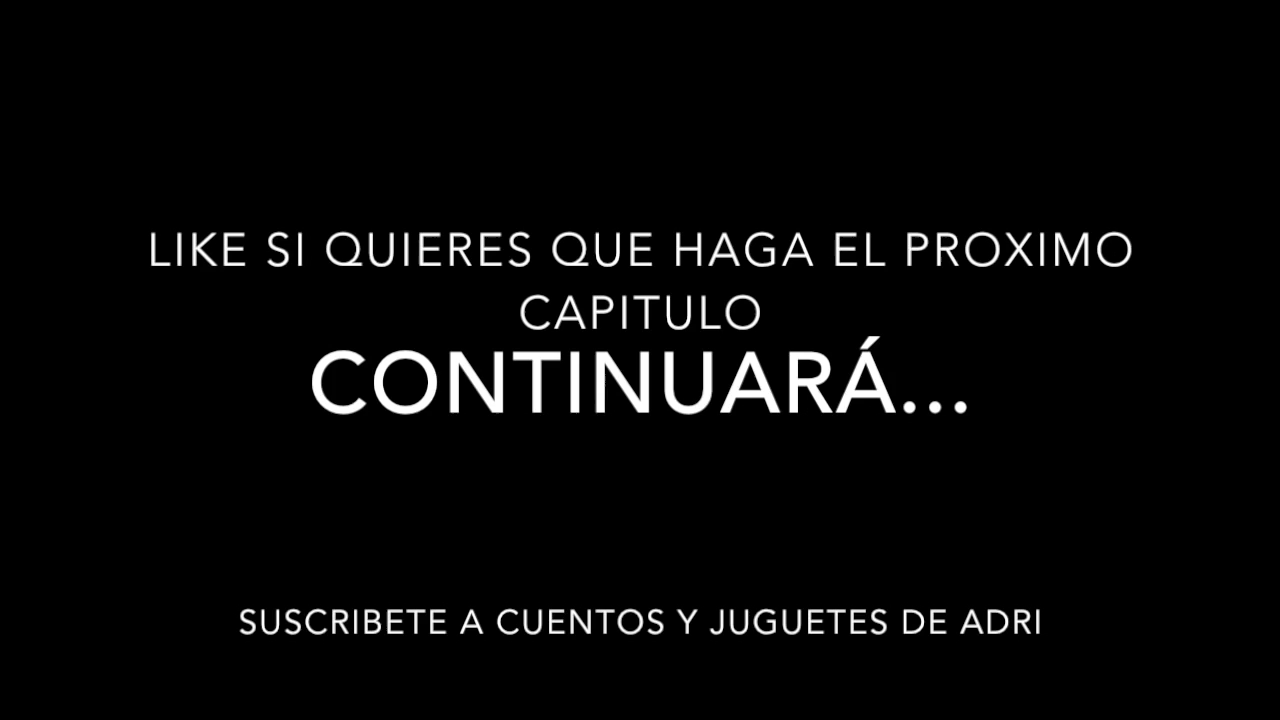 LIKE SI QUIERES QUE HAGA EL PROXIMO
CAPITULO
CONTINUARÁ...
SUSCRIBETE A CUENTOS Y JUGUETES DE ADRI